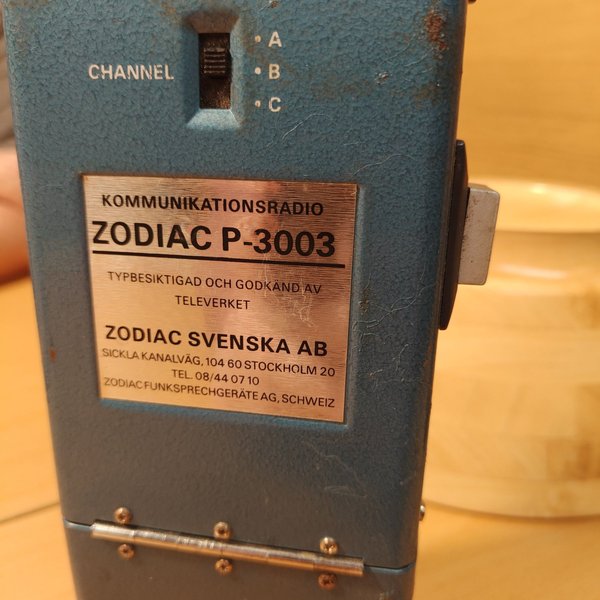 CHANNEL
A
B
C
KOMMUNIKATIONSRADIO
ZODIAC P-3003
TYPBESIKTIGAD OCH GODKÄND AV
TELEVERKET
ZODIAC SVENSKA AB
SICKLA KANALVÄG, 104 60 STOCKHOLM 20
TEL. 08/44 07 10
ZODIAC FUNKSPRECHGERÄTE AG, SCHWEIZ